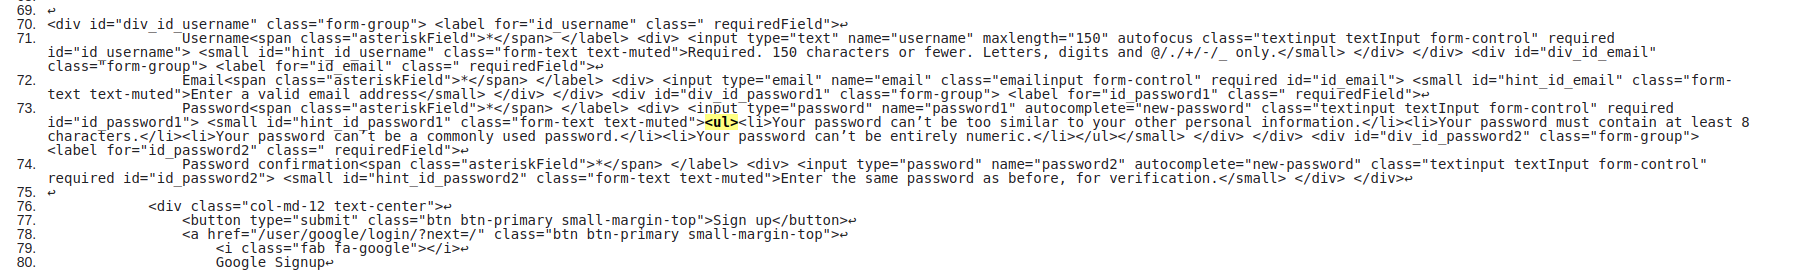 69. ↩
70. <div id="div_id_username" class="form-group"> <label for="id_username" class=" requiredField">↩
71. Username<span class="asteriskField">*</span> </label> <div> <input type="text" name="username" maxlength="150" autofocus class="textinput textInput form-control" required
id="id_username"> <small id="hint_id_username" class="form-text text-muted">Required. 150 characters or fewer. Letters, digits and @/./+/-/_ only.</small> </div> </div> <div id="div_id_email"
class="form-group"> <label for="id_email" class=" requiredField">↩
72. Email<span class="asteriskField">*</span> </label> <div> <input type="email" name="email" class="emailinput form-control" required id="id_email"> <small id="hint_id_email" class="form-
text text-muted">Enter a valid email address</small> </div> </div> <div id="div_id_password1" class="form-group"> <label for="id_password1" class=" requiredField">↩
73. Password<span class="asteriskField">*</span> </label> <div> <input type="password" name="password1" autocomplete="new-password" class="textinput textInput form-control" required
id="id_password1"> <small id="hint_id_password1" class="form-text text-muted"><ul><li>Your password can’t be too similar to your other personal information.</li><li>Your password must contain at least 8
characters.</li><li>Your password can’t be a commonly used password.</li><li>Your password can’t be entirely numeric.</li></ul></small> </div> </div> <div id="div_id_password2" class="form-group">
<label for="id_password2" class=" requiredField">↩
74. Password confirmation<span class="asteriskField">*</span> </label> <div> <input type="password" name="password2" autocomplete="new-password" class="textinput textInput form-control"
required id="id_password2"> <small id="hint_id_password2" class="form-text text-muted">Enter the same password as before, for verification.</small> </div> </div>↩
75. ↩
76. <div class="col-md-12 text-center">↩
77. <button type="submit" class="btn btn-primary small-margin-top">Sign up</button>↩
78. <a href="/user/google/login/?next=/" class="btn btn-primary small-margin-top">↩
79. <i class="fab fa-google"></i>↩
80. Google Signup↩